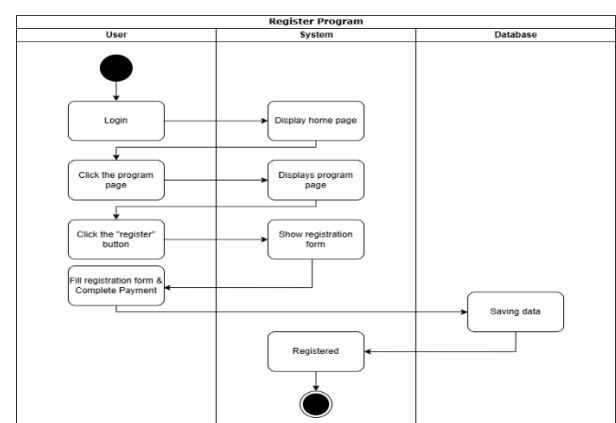 Register Program
User
System
Database
Login
Display home page
Click the program
page
Displays program
page
Click the "register"
button
Show registration
form
Fill registration form &
Complete Payment
Saving data
Registered